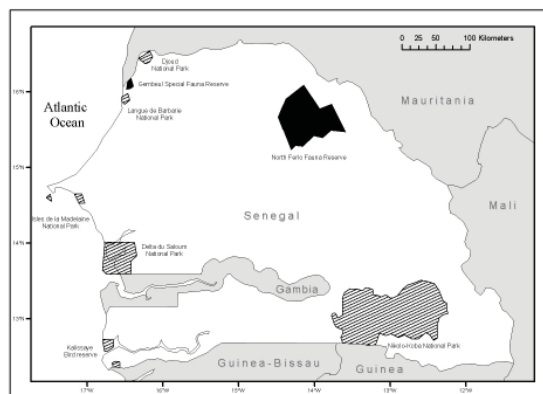 0 25 50 100 Kilometers
Djoud
National Park
Gembeul Special Fauna Reserve
Langue de Barbarie
National Park
Atlantic
Ocean
Mauritania
North Ferlo Fauna Reserve
Mali
Isles de la Madelaine
National Park
Senegal
Delta du Saloum
National Park
Gambia
Kalissaye
Bird reserve
Niokolo-Koba National Park
Guinea-Bissau
Guinea
16°N
15°N
14°N
13°N
17°W 16°W 15°W 14°W 13°W 12°W